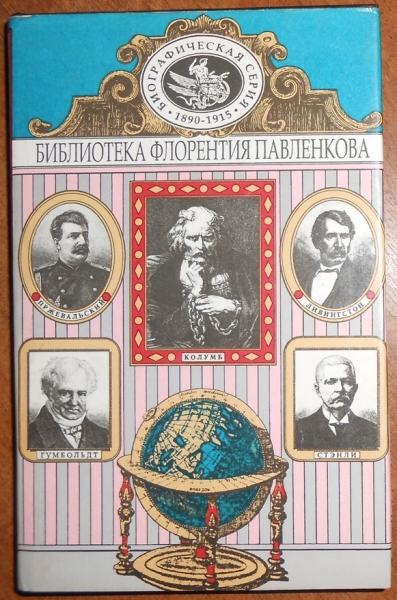 БИОГРАФИЧЕСКАЯ СЕРИЯ
• 1890-1915 •
БИБЛИОТЕКА ФЛОРЕНТИЯ ПАВЛЕНКОВА
ПРЖЕВАЛЬСКИЙ
КОЛУМБ
ЛИВИНГСТОН
ГУМБОЛЬДТ
СТЭНЛИ